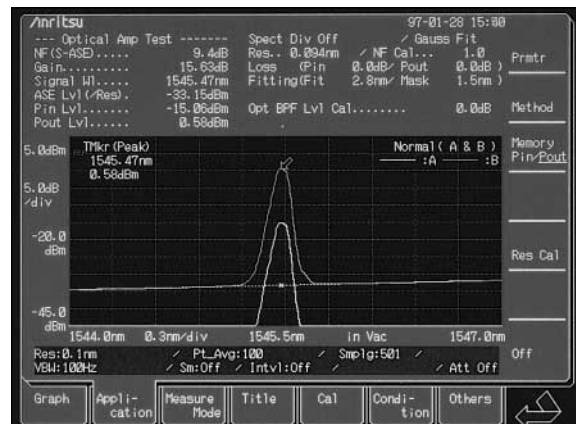 /Anritsu 97-01-28 15:00
--- Optical Amp Test ------- Spect Div Off / Gauss Fit
NF(S-ASE)..... 9.4dB Res.. 0.094nm / NF Cal... 1.0
Gain.......... 15.63dB Loss (Pin 0.0dB/ Pout 0.0dB )
Signal Wl..... 1545.47nm Fitting(Fit 2.8nm/ Mask 1.5nm )
ASE Lvl(/Res). -33.15dBm
Pin Lvl....... -15.06dBm Opt BPF Lvl Cal........ 0.0dB
Pout Lvl...... 0.58dBm
Prmtr
Method
Memory
Pin/Pout
Res Cal
Off
5.0dBm
TMkr(Peak)
1545.47nm
0.58dBm
Normal( A & B )
:A :B
5.0dB
/div
-20.0
dBm
-45.0
dBm
1544.0nm 0.3nm/div 1545.5nm in Vac 1547.0nm
Res:0.1nm / Pt_Avg:100 / Smplg:501 /
VBW:100Hz / Sm:Off / Intvl:Off / / Att Off
Graph
Appli-
cation
Measure
Mode
Title
Cal
Condi-
tion
Others